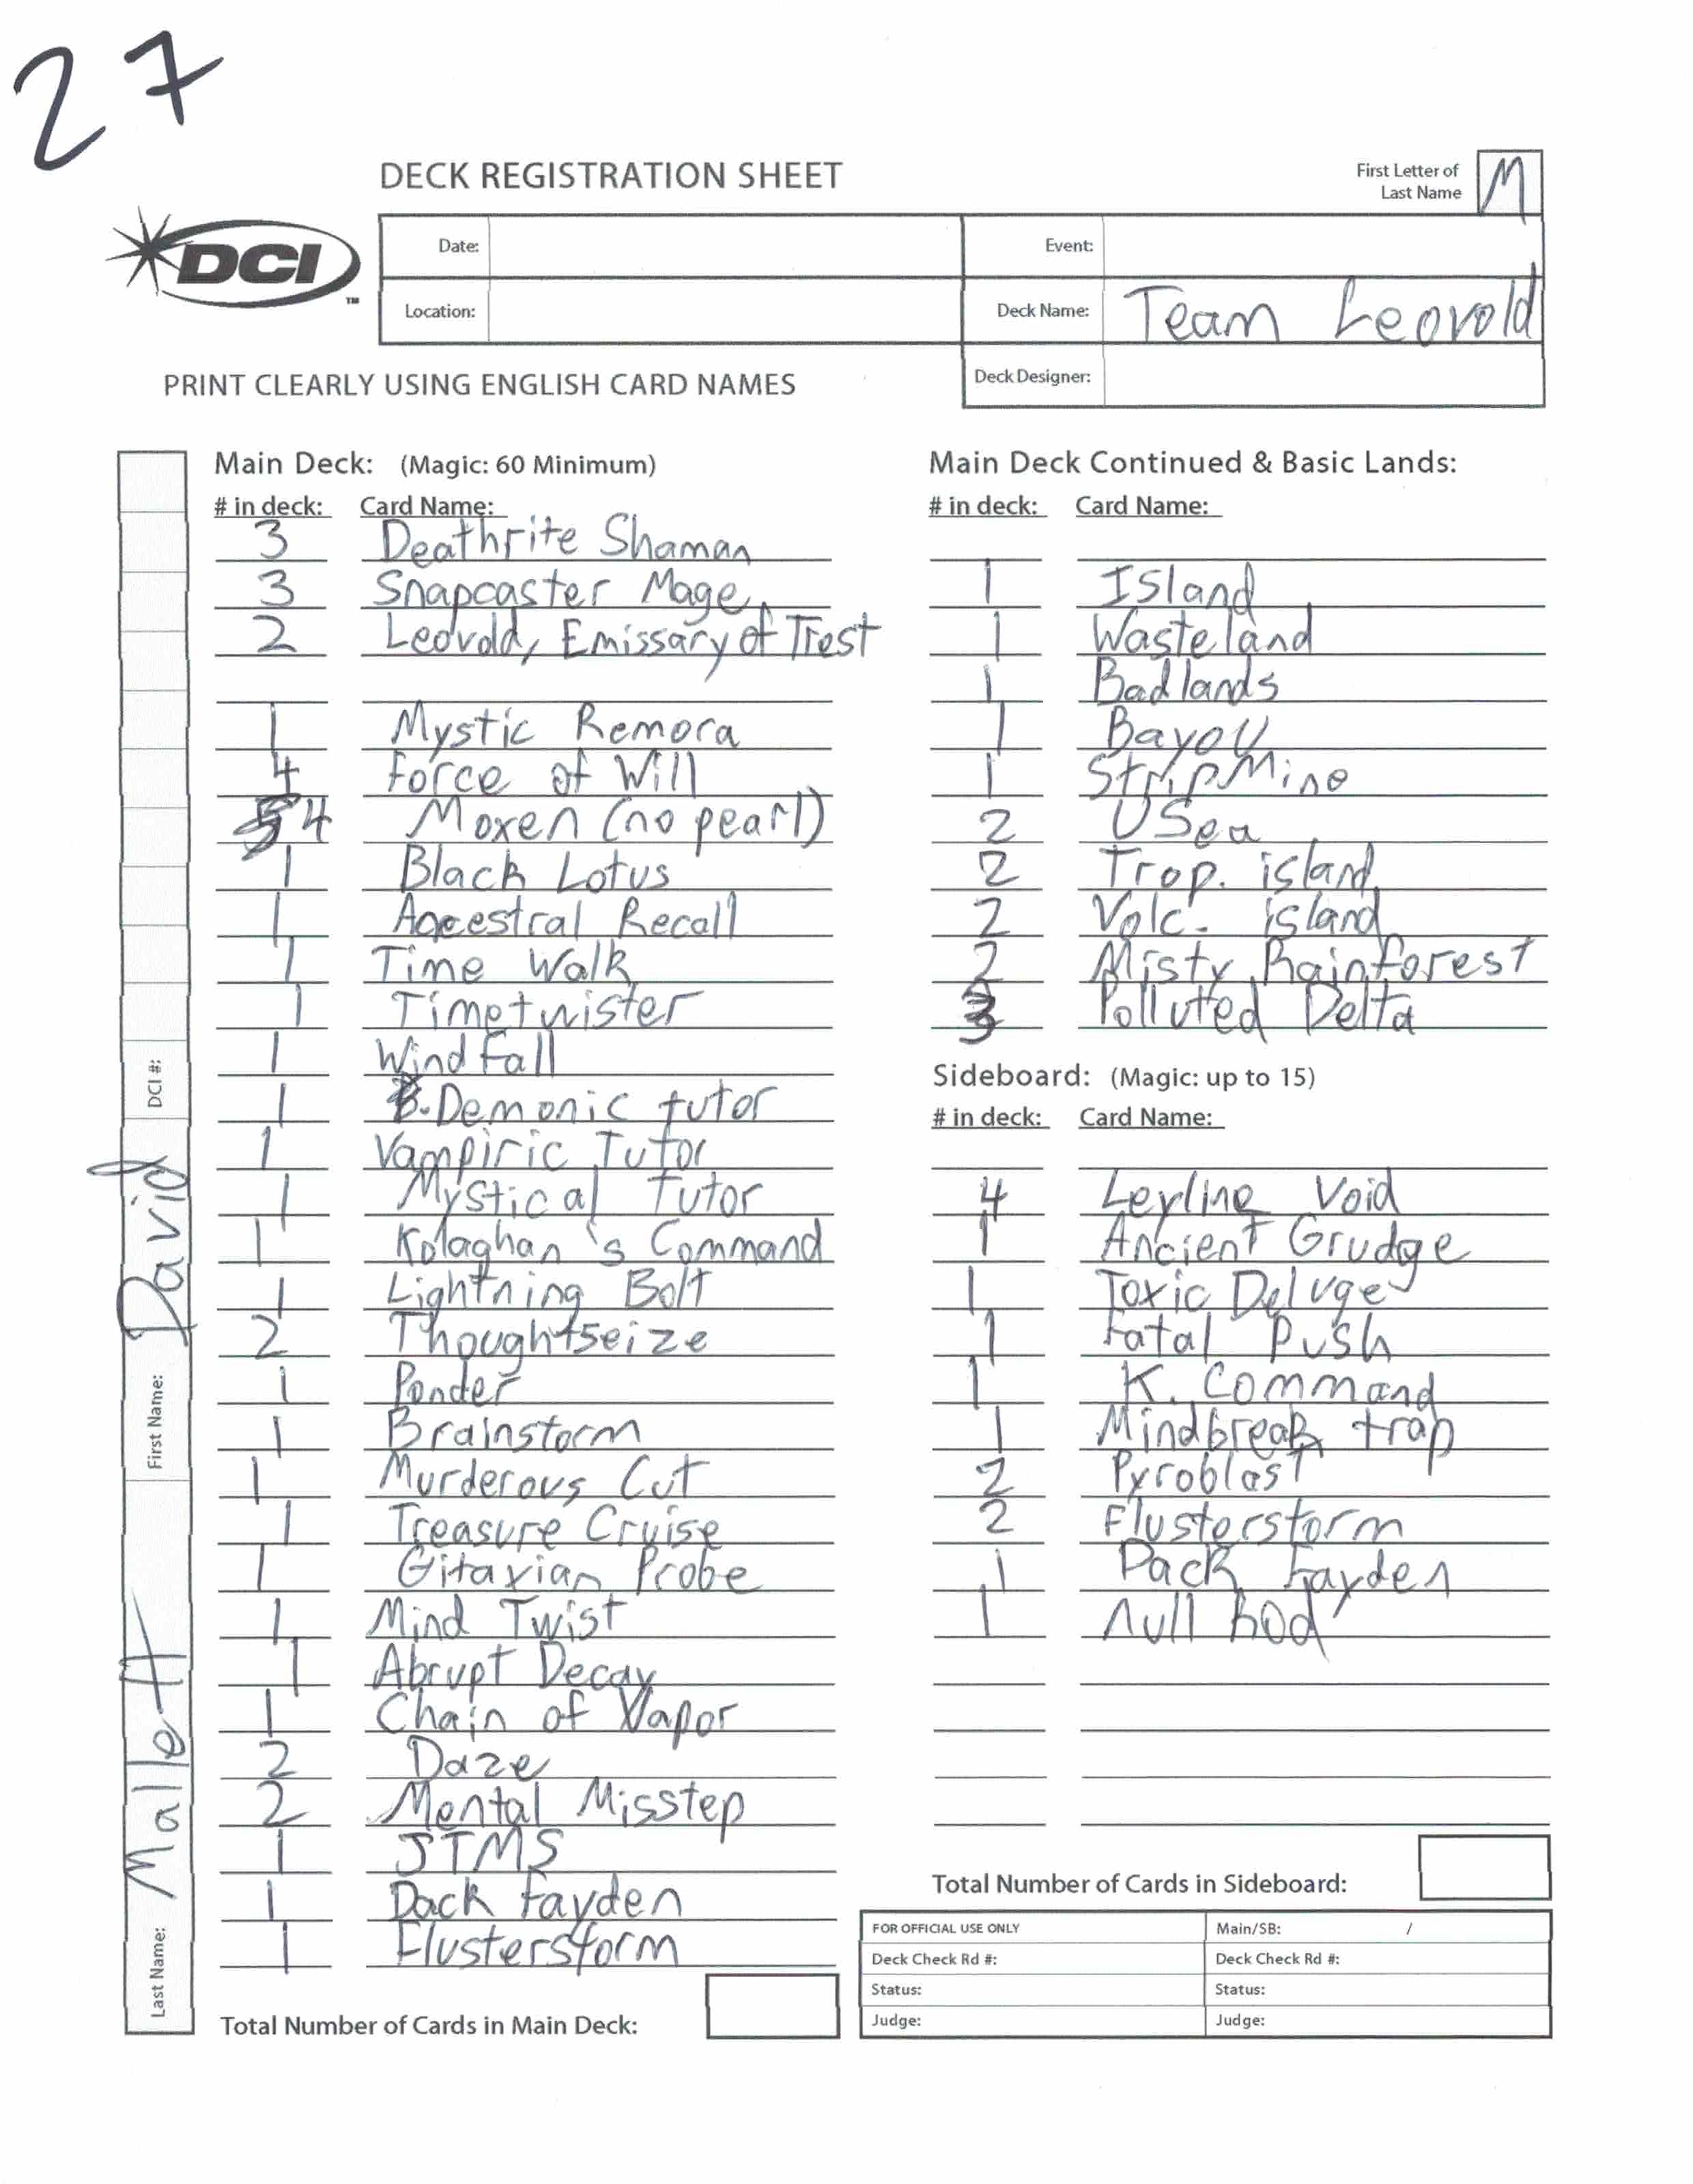 27
DECK REGISTRATION SHEET
First Letter of
Last Name
M
DCI
TM
Date:
Event:
Location:
Deck Name: Team Leovold
Deck Designer:
PRINT CLEARLY USING ENGLISH CARD NAMES
Main Deck: (Magic: 60 Minimum)
# in deck: Card Name:
3 Deathrite Shaman
3 Snapcaster Mage
2 Leovold, Emissary of Trest
1 Mystic Remora
4 Force of Will
4 Moxen (no pearl)
1 Black Lotus
1 Ancestral Recall
1 Time Walk
1 Timetwister
1 Wind Fall
1 Demonic tutor
1 Vampiric Tutor
1 Mystical Tutor
1 Kolaghan's Command
1 Lightning Bolt
2 Thoughtseize
1 Ponder
1 Brainstorm
1 Murderous Cut
1 Treasure Cruise
1 Gitaxian Probe
1 Mind Twist
1 Abrupt Decay
1 Chain of Vapor
2 Daze
2 Mental Misstep
1 JTMS
1 Dack Fayden
1 Flusterstorm
Total Number of Cards in Main Deck:
Main Deck Continued & Basic Lands:
# in deck: Card Name:
1 Island
1 Wasteland
1 Badlands
1 Bayou
1 Strip Mine
2 USea
2 Trop. island
2 Volc. island
2 Misty Rainforest
3 Polluted Delta
Sideboard: (Magic: up to 15)
# in deck: Card Name:
4 Leyline Void
1 Ancient Grudge
1 Toxic Deluge
1 Fatal Push
1 K. Command
1 Mindbreak trap
2 Pyroblast
2 Flusterstorm
1 Dack Fayden
1 Null Rod
Total Number of Cards in Sideboard:
FOR OFFICIAL USE ONLY
Main/SB: /
Deck Check Rd #:
Deck Check Rd #:
Status:
Status:
Judge:
Judge:
Last Name: Mallett
First Name: David
DCI #: